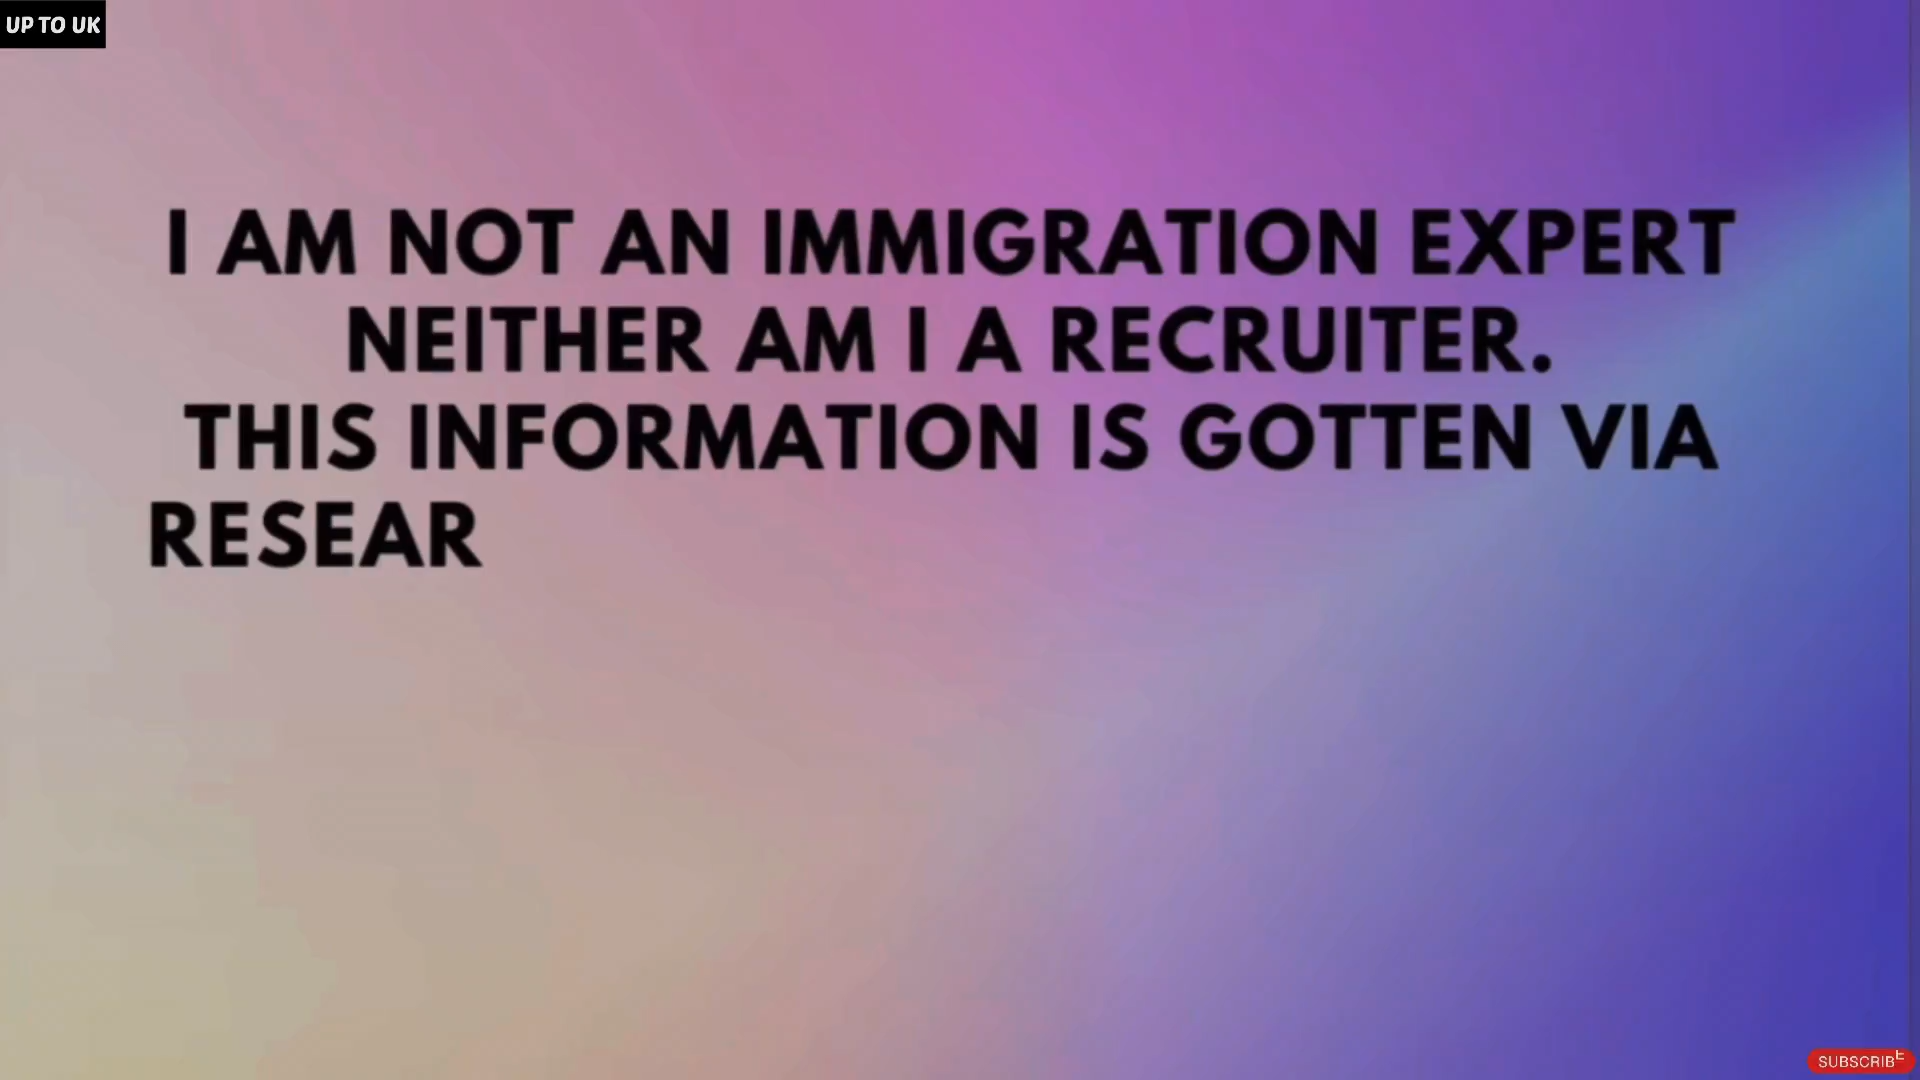 UP TO UK
I AM NOT AN IMMIGRATION EXPERT
NEITHER AM I A RECRUITER.
THIS INFORMATION IS GOTTEN VIA
RESEAR
SUBSCRIBE